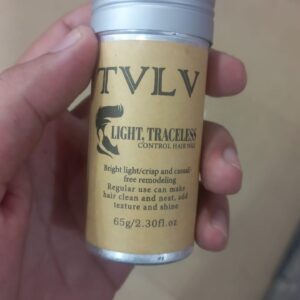 TVLV
LIGHT, TRACELESS
CONTROL HAIR WAX
Bright light/crisp and casual-
free remodeling
Regular use can make
hair clean and neat, add
texture and shine
65g/2.30fl.oz